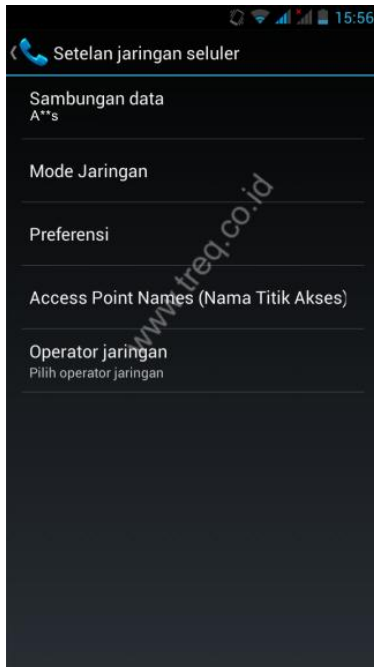 15:56
Setelan jaringan seluler
Sambungan data
A**s
Mode Jaringan
Preferensi
Access Point Names (Nama Titik Akses)
Operator jaringan
Pilih operator jaringan
www.treq.co.id